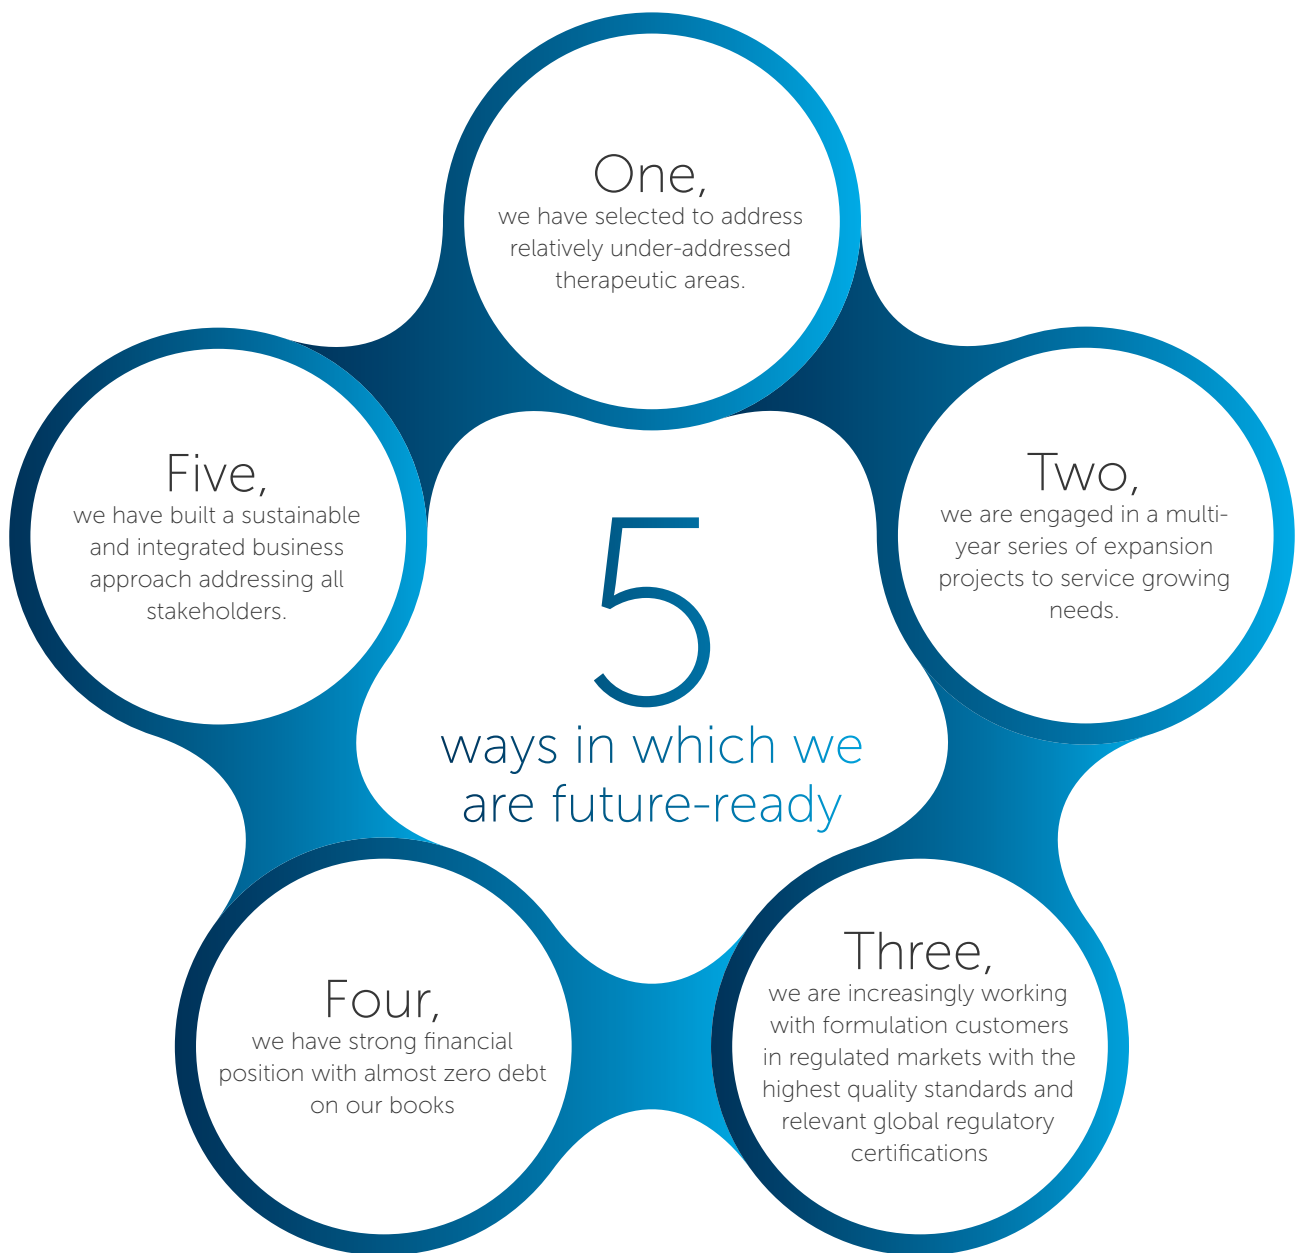 5
ways in which we
are future-ready
One,
we have selected to address
relatively under-addressed
therapeutic areas.
Two,
we are engaged in a multi-
year series of expansion
projects to service growing
needs.
Three,
we are increasingly working
with formulation customers
in regulated markets with the
highest quality standards and
relevant global regulatory
certifications
Four,
we have strong financial
position with almost zero debt
on our books
Five,
we have built a sustainable
and integrated business
approach addressing all
stakeholders.